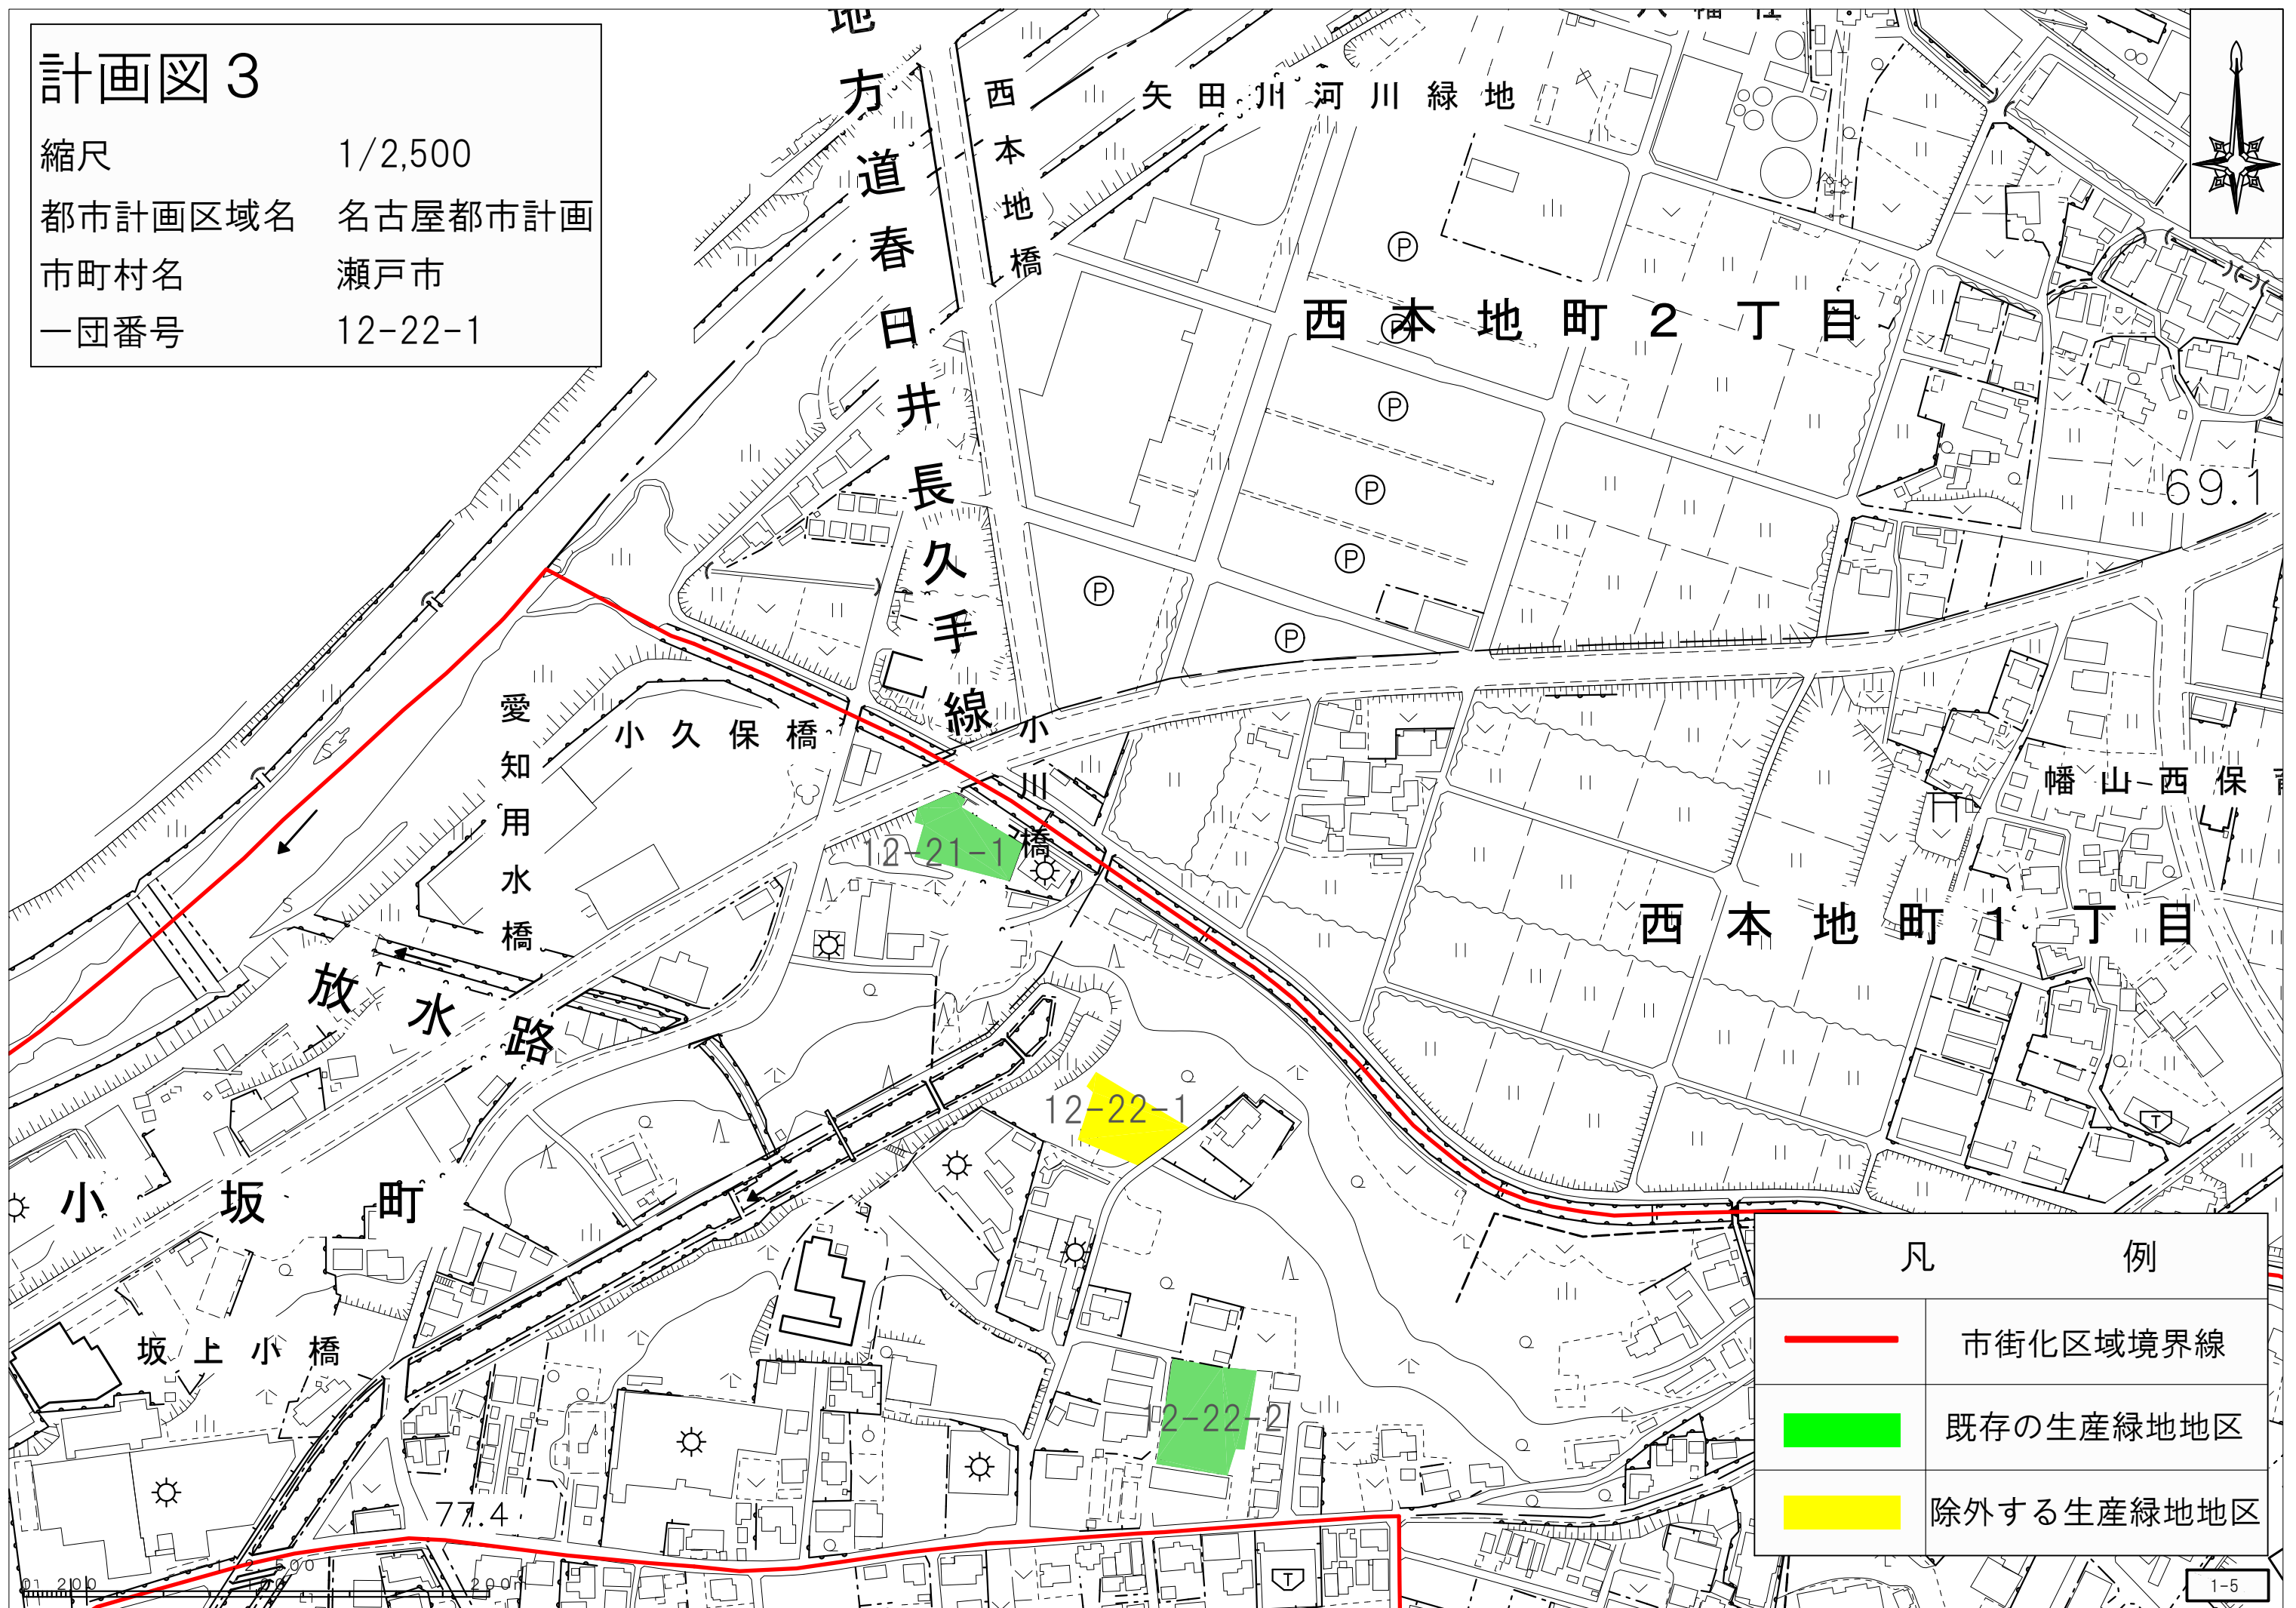 計画図３
縮尺 1/2,500
都市計画区域名 名古屋都市計画
市町村名 瀬戸市
一団番号 12-22-1
地方道春日井長久手線
西本地橋
矢田川河川緑地
八幡社
西本地町２丁目
P
P
P
P
P
P
P
69.1
愛知用水橋
小久保橋
小川橋
12-21-1
幡山西保
西本地町１丁目
放水路
12-22-1
小坂町
坂上小橋
12-22-2
77.4
T
T
凡例
市街化区域境界線
既存の生産緑地地区
除外する生産緑地地区
1-5